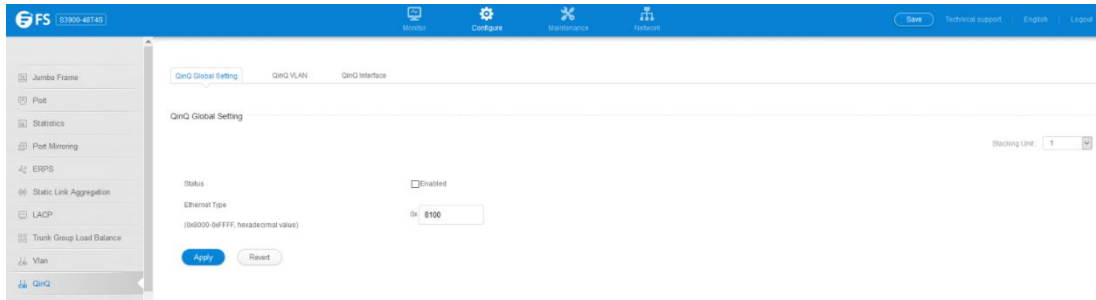 FS S3900-48T4S
Monitor Configure Maintenance Network
Save Technical support English Logout
Jumbo Frame
Port
Statistics
Port Mirroring
ERPS
Static Link Aggregation
LACP
Trunk Group Load Balance
Vlan
QinQ
QinQ Global Setting QinQ VLAN QinQ Interface
QinQ Global Setting
Stacking Unit: 1
Status Enabled
Ethernet Type
(0x8000-0xFFFF, hexadecimal value)
0x 8100
Apply Revert